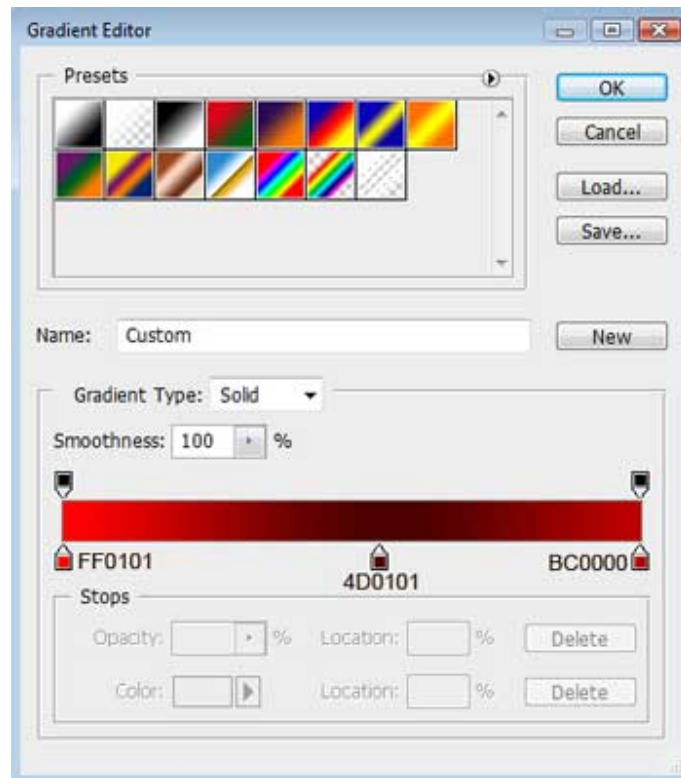 Gradient Editor
Presets
OK
Cancel
Load...
Save...
Name: Custom
New
Gradient Type: Solid
Smoothness: 100 %
FF0101
4D0101
BC0000
Stops
Opacity: % Location: % Delete
Color: Location: % Delete